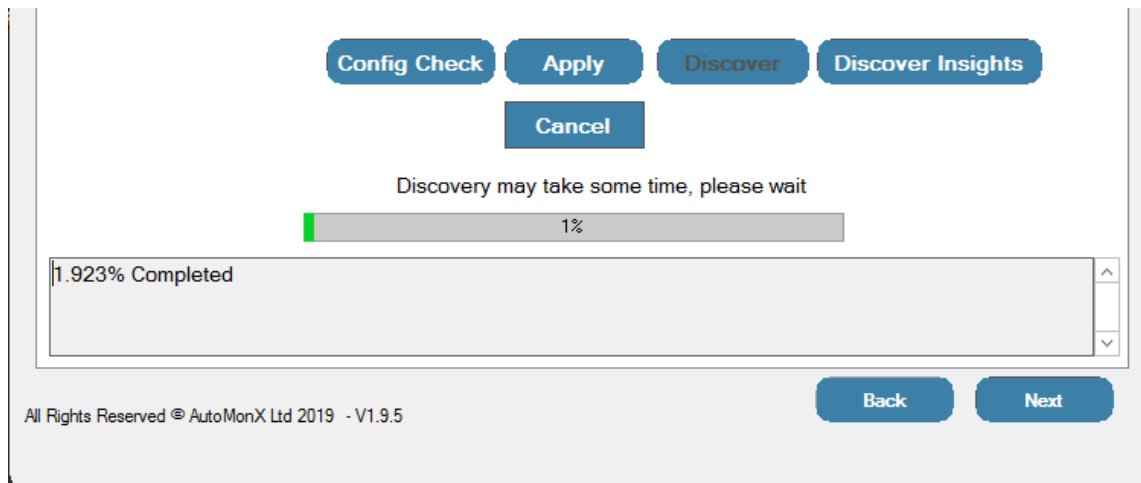 Config Check Apply Discover Discover Insights
Cancel
Discovery may take some time, please wait
1%
1.923% Completed
Back Next
All Rights Reserved © AutoMonX Ltd 2019 - V1.9.5